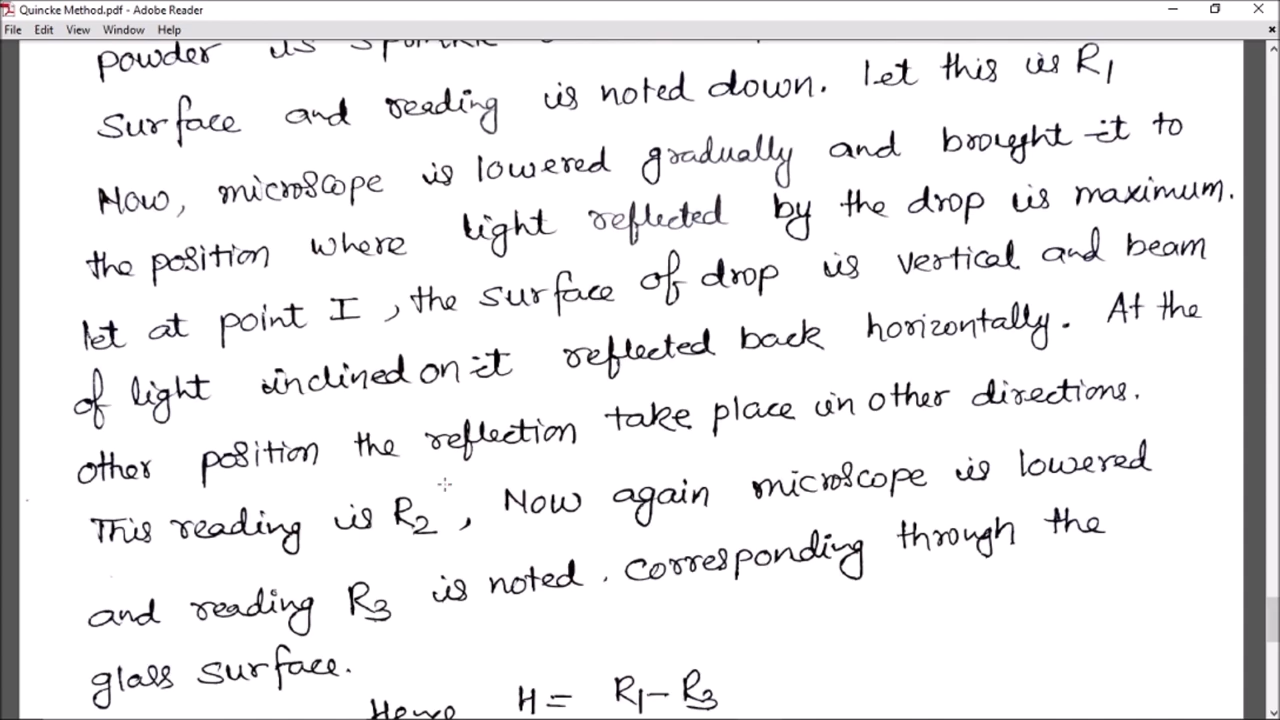 Quincke Method.pdf - Adobe Reader
File Edit View Window Help
powder is
surface and reading is noted down. Let this is R1
Now, microscope is lowered gradually and brought it to
the position where light reflected by the drop is maximum.
let at point I, the surface of drop is vertical and beam
of light inclined on it reflected back horizontally. At the
other position the reflection take place in other directions.
This reading is R2, Now again microscope is lowered
and reading R3 is noted. Corresponding through the
glass surface.
Here H = R1 - R3